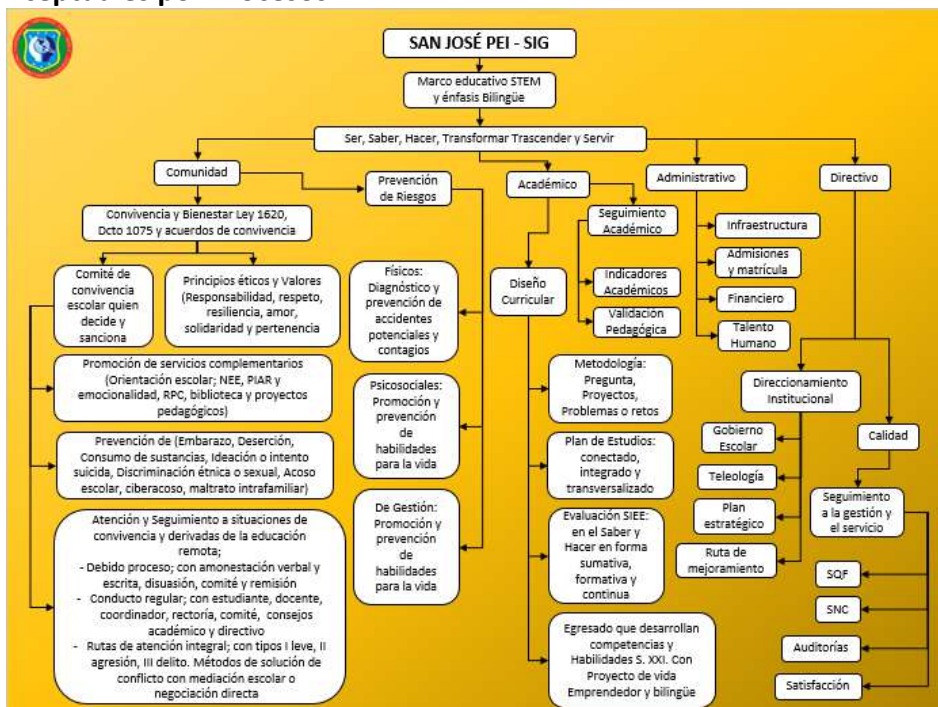 SAN JOSÉ PEI - SIG
Marco educativo STEM
y énfasis Bilingüe
Ser, Saber, Hacer, Transformar Trascender y Servir
Comunidad
Prevención
de Riesgos
Académico
Administrativo
Directivo
Convivencia y Bienestar Ley 1620,
Dcto 1075 y acuerdos de convivencia
Comité de
convivencia
escolar quien
decide y
sanciona
Principios éticos y Valores
(Responsabilidad, respeto,
resiliencia, amor,
solidaridad y pertenencia
Promoción de servicios complementarios
(Orientación escolar; NEE, PIAR y
emocionalidad, RPC, biblioteca y proyectos
pedagógicos)
Prevención de (Embarazo, Deserción,
Consumo de sustancias, Ideación o intento
suicida, Discriminación étnica o sexual, Acoso
escolar, ciberacoso, maltrato intrafamiliar)
Atención y Seguimiento a situaciones de
convivencia y derivadas de la educación
remota;
- Debido proceso; con amonestación verbal y
escrita, disuasión, comité y remisión
- Conducto regular; con estudiante, docente,
coordinador, rectoría, comité, consejos
académico y directivo
- Rutas de atención integral; con tipos I leve, II
agresión, III delito. Métodos de solución de
conflicto con mediación escolar o
negociación directa
Físicos:
Diagnóstico y
prevención de
accidentes
potenciales y
contagios
Psicosociales:
Promoción y
prevención
de
habilidades
para la vida
De Gestión:
Promoción y
prevención
de
habilidades
para la vida
Seguimiento
Académico
Diseño
Curricular
Indicadores
Académicos
Validación
Pedagógica
Metodología:
Pregunta,
Proyectos,
Problemas o retos
Plan de Estudios:
conectado,
integrado y
transversalizado
Evaluación SIEE:
en el Saber y
Hacer en forma
sumativa,
formativa y
continua
Egresado que desarrollan
competencias y
Habilidades S. XXI. Con
Proyecto de vida
Emprendedor y bilingüe
Infraestructura
Admisiones
y matrícula
Financiero
Talento
Humano
Direccionamiento
Institucional
Gobierno
Escolar
Teleología
Plan
estratégico
Ruta de
mejoramiento
Calidad
Seguimiento
a la gestión y
el servicio
SQF
SNC
Auditorías
Satisfacción